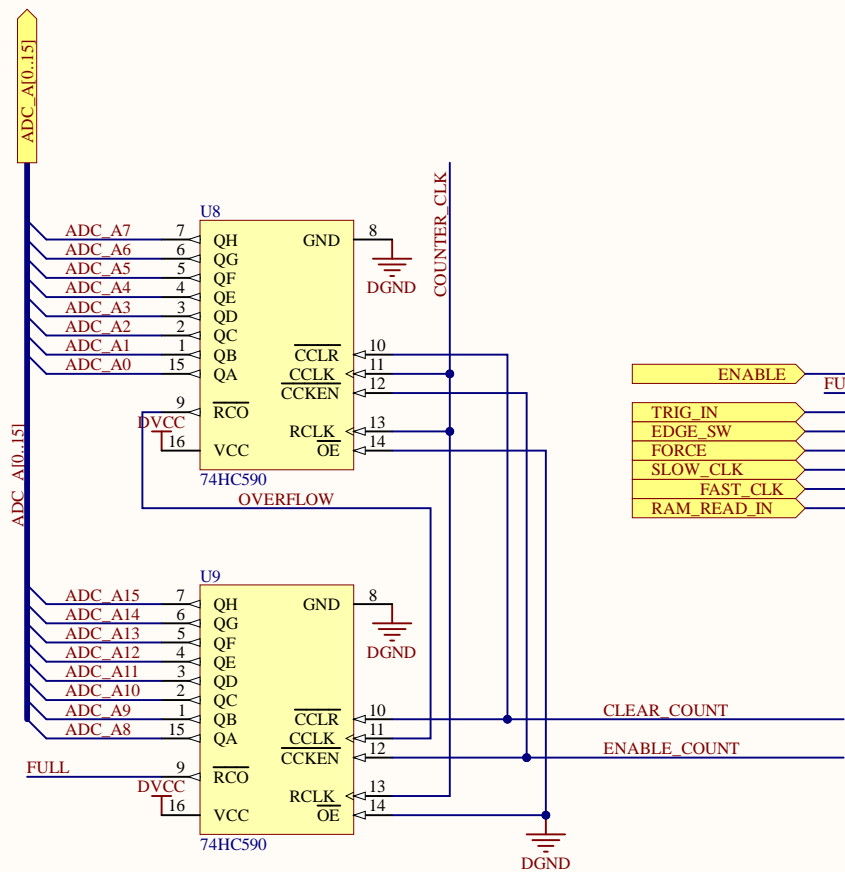 ADC_A[0..15]
ADC_A[0..15]
COUNTER_CLK
U8
ADC_A7 7 QH GND 8
ADC_A6 6 QG
DGND
ADC_A5 5 QF
ADC_A4 4 QE
ADC_A3 3 QD
ADC_A2 2 QC
ADC_A1 1 QB CCLR 10
ADC_A0 15 QA CCLK 11
CCKEN 12
9 RCO
DVCC RCLK 13
16 VCC OE 14
74HC590
OVERFLOW
ENABLE
FU
TRIG_IN
EDGE_SW
FORCE
SLOW_CLK
FAST_CLK
RAM_READ_IN
U9
ADC_A15 7 QH GND 8
ADC_A14 6 QG
ADC_A13 5 QF
DGND
ADC_A12 4 QE
ADC_A11 3 QD
ADC_A10 2 QC
ADC_A9 1 QB CCLR 10 CLEAR_COUNT
ADC_A8 15 QA CCLK 11
CCKEN 12 ENABLE_COUNT
FULL 9 RCO
DVCC RCLK 13
16 VCC OE 14
74HC590
DGND